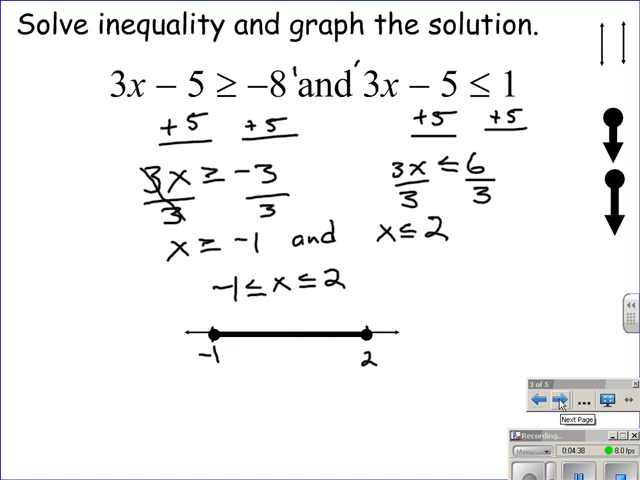 Solve inequality and graph the solution.
3x − 5 ≥ −8 and 3x − 5 ≤ 1
+5 +5 +5 +5
3x ≥ −3 3x ≤ 6
3 3 3 3
x ≥ −1 and x ≤ 2
−1 ≤ x ≤ 2
−1 2
3 of 5
...
Next Page
Recording...
Menu 0:04:38 8.0 fps